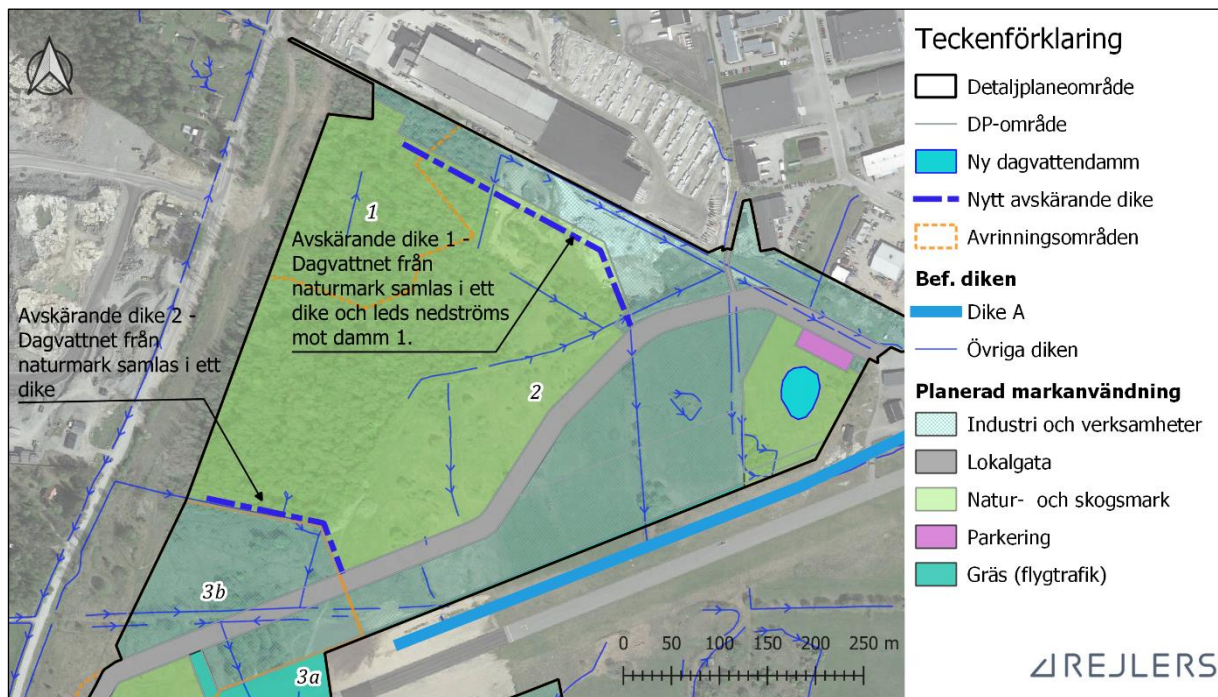 1
Avskärande dike 1 -
Dagvattnet från
naturmark samlas i ett
dike och leds nedströms
mot damm 1.
Avskärande dike 2 -
Dagvattnet från
naturmark samlas i ett
dike
2
3b
3a
0 50 100 150 200 250 m
Teckenförklaring
Detaljplaneområde
DP-område
Ny dagvattendamm
Nytt avskärande dike
Avrinningsområden
Bef. diken
Dike A
Övriga diken
Planerad markanvändning
Industri och verksamheter
Lokalgata
Natur- och skogsmark
Parkering
Gräs (flygtrafik)
REJLERS